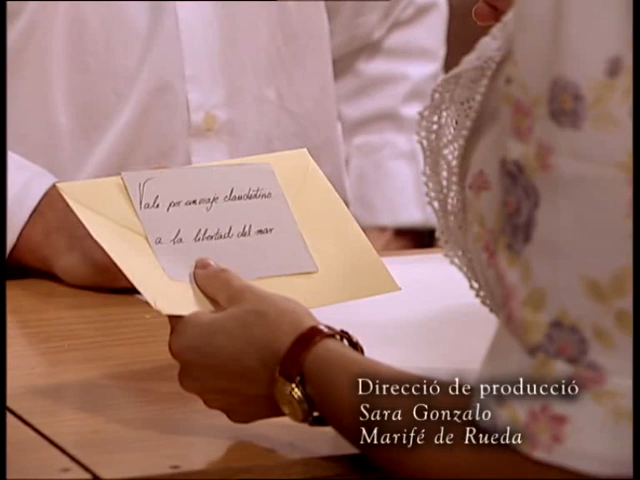 Vale por un viaje clandestino
a la libertad del mar
Direcció de producció
Sara Gonzalo
Marifé de Rueda